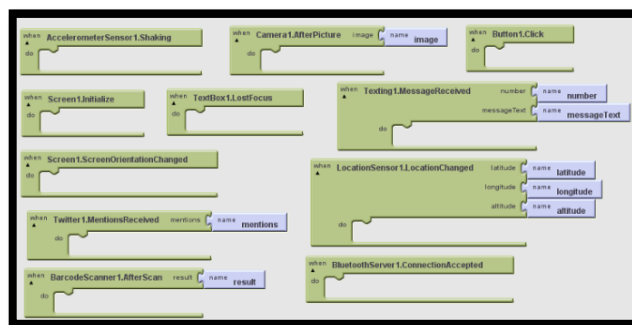 when AccelerometerSensor1.Shaking
do
when Camera1.AfterPicture image name image
do
when Button1.Click
do
when Screen1.Initialize
do
when TextBox1.LostFocus
do
when Texting1.MessageReceived number name number
messageText name messageText
do
when Screen1.ScreenOrientationChanged
do
when LocationSensor1.LocationChanged latitude name latitude
longitude name longitude
altitude name altitude
do
when Twitter1.MentionsReceived mentions name mentions
do
when BarcodeScanner1.AfterScan result name result
do
when BluetoothServer1.ConnectionAccepted
do